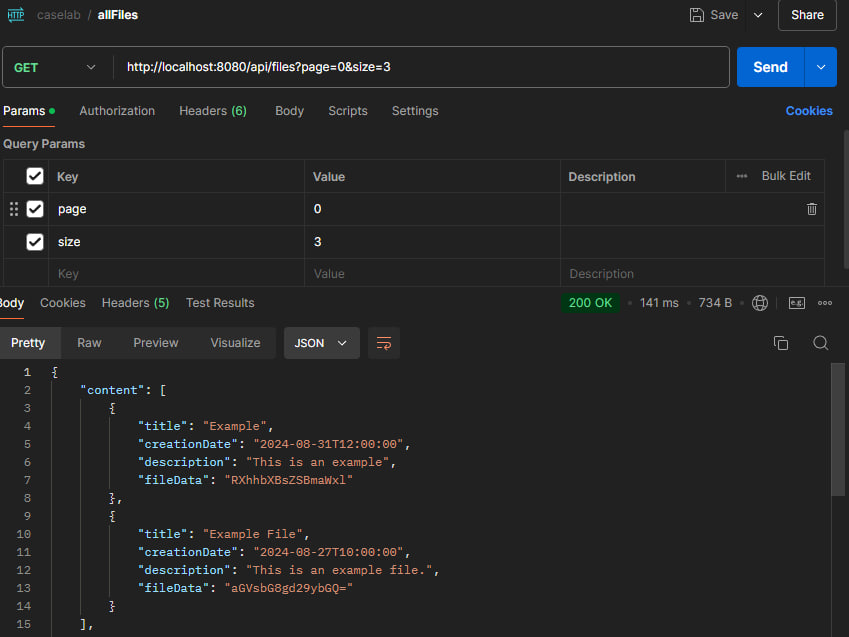 HTTP caselab / allFiles Save Share
GET http://localhost:8080/api/files?page=0&size=3 Send
Params Authorization Headers (6) Body Scripts Settings Cookies
Query Params
Key Value Description Bulk Edit
page 0
size 3
Key Value Description
Body Cookies Headers (5) Test Results 200 OK 141 ms 734 B e.g.
Pretty Raw Preview Visualize JSON
1 {
2 "content": [
3 {
4 "title": "Example",
5 "creationDate": "2024-08-31T12:00:00",
6 "description": "This is an example",
7 "fileData": "RXhhbXBsZSBmaWxl"
8 },
9 {
10 "title": "Example File",
11 "creationDate": "2024-08-27T10:00:00",
12 "description": "This is an example file.",
13 "fileData": "aGVsbG8gd29ybGQ="
14 }
15 ],